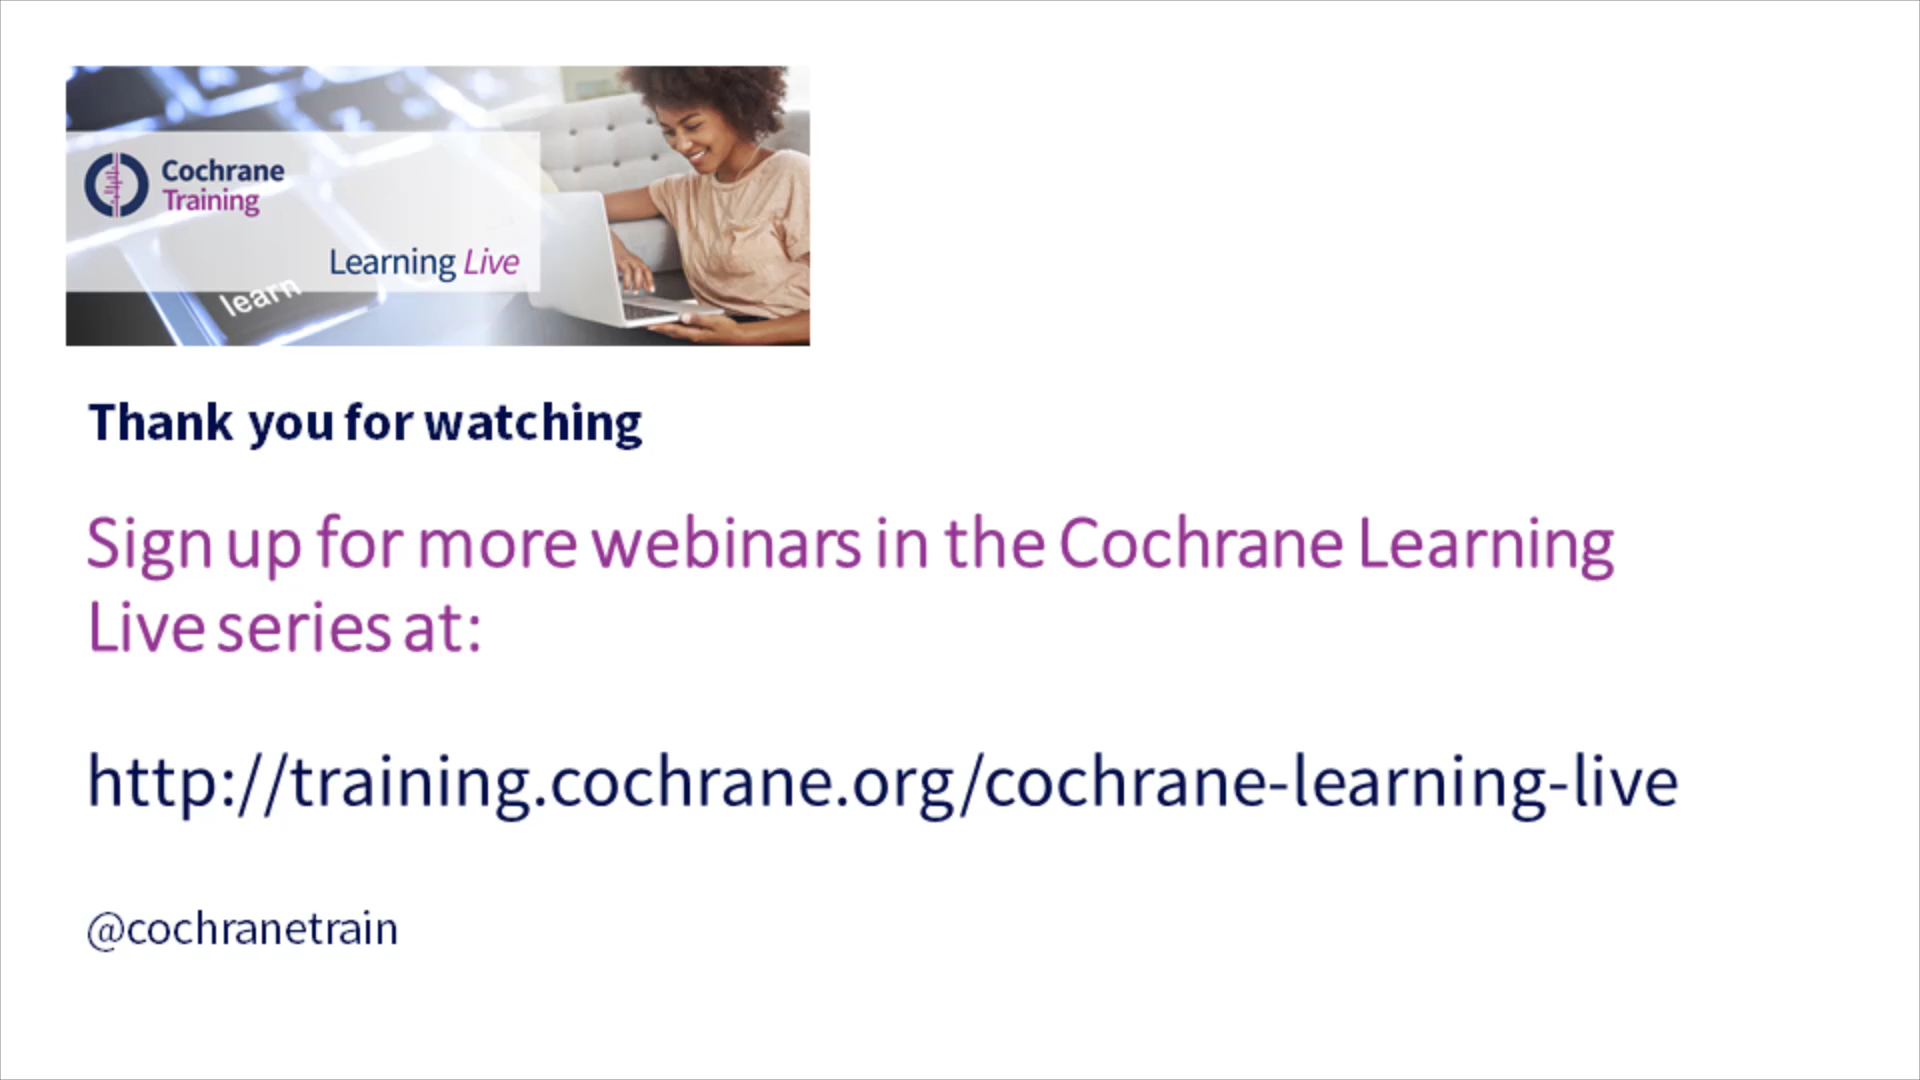 Cochrane
Training
Learning Live
learn
Thank you for watching
Sign up for more webinars in the Cochrane Learning
Live series at:
http://training.cochrane.org/cochrane-learning-live
@cochranetrain